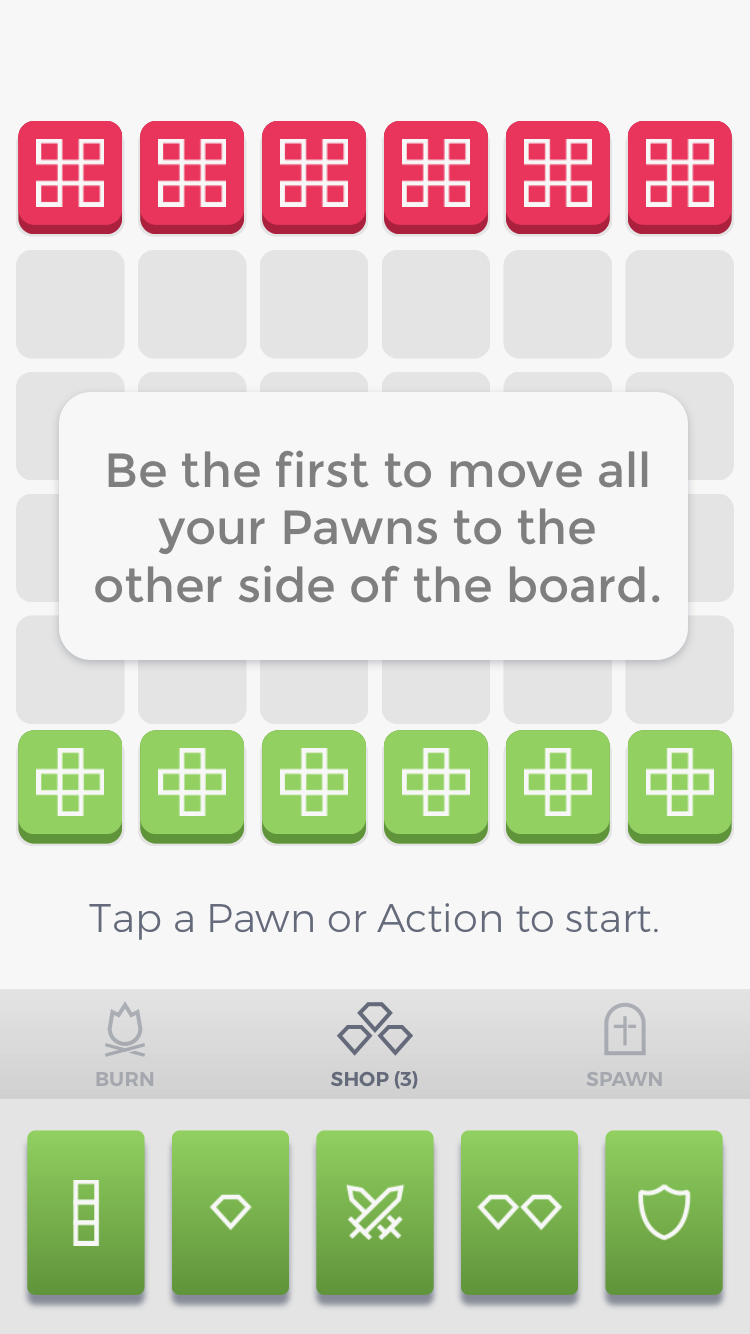 Be the first to move all
your Pawns to the
other side of the board.
Tap a Pawn or Action to start.
BURN
SHOP (3)
SPAWN